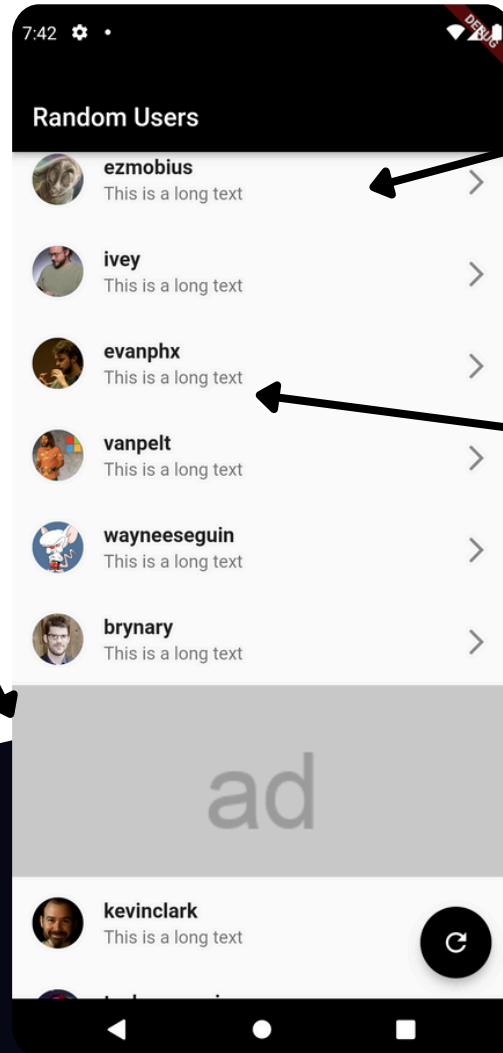 7:42
DEBUG
Random Users
ezmobius
This is a long text
ivey
This is a long text
evanphx
This is a long text
vanpelt
This is a long text
wayneeseguin
This is a long text
brynary
This is a long text
ad
kevinclark
This is a long text